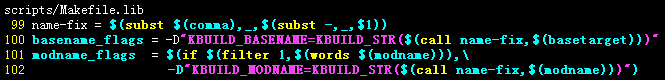 scripts/Makefile.lib
99 name-fix = $(subst $(comma),_,$(subst -,_,$1))
100 basename_flags = -D"KBUILD_BASENAME=KBUILD_STR($(call name-fix,$(basetarget)))"
101 modname_flags  = $(if $(filter 1,$(words $(modname))),\
102                  -D"KBUILD_MODNAME=KBUILD_STR($(call name-fix,$(modname)))")